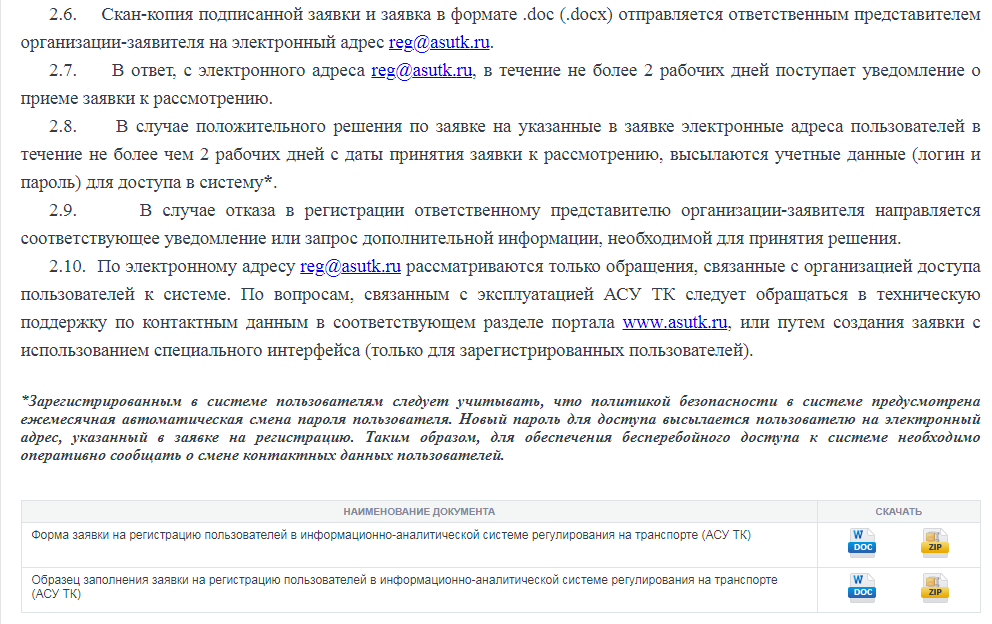 2.6. Скан-копия подписанной заявки и заявка в формате .doc (.docx) отправляется ответственным представителем
организации-заявителя на электронный адрес reg@asutk.ru.
2.7. В ответ, с электронного адреса reg@asutk.ru, в течение не более 2 рабочих дней поступает уведомление о
приеме заявки к рассмотрению.
2.8. В случае положительного решения по заявке на указанные в заявке электронные адреса пользователей в
течение не более чем 2 рабочих дней с даты принятия заявки к рассмотрению, высылаются учетные данные (логин и
пароль) для доступа в систему*.
2.9. В случае отказа в регистрации ответственному представителю организации-заявителя направляется
соответствующее уведомление или запрос дополнительной информации, необходимой для принятия решения.
2.10. По электронному адресу reg@asutk.ru рассматриваются только обращения, связанные с организацией доступа
пользователей к системе. По вопросам, связанным с эксплуатацией АСУ ТК следует обращаться в техническую
поддержку по контактным данным в соответствующем разделе портала www.asutk.ru, или путем создания заявки с
использованием специального интерфейса (только для зарегистрированных пользователей).
*Зарегистрированным в системе пользователям следует учитывать, что политикой безопасности в системе предусмотрена
ежемесячная автоматическая смена пароля пользователя. Новый пароль для доступа высылается пользователю на электронный
адрес, указанный в заявке на регистрацию. Таким образом, для обеспечения бесперебойного доступа к системе необходимо
оперативно сообщать о смене контактных данных пользователей.
НАИМЕНОВАНИЕ ДОКУМЕНТА СКАЧАТЬ
Форма заявки на регистрацию пользователей в информационно-аналитической системе регулирования на транспорте (АСУ ТК) W DOC ZIP
Образец заполнения заявки на регистрацию пользователей в информационно-аналитической системе регулирования на транспорте W DOC ZIP
(АСУ ТК)